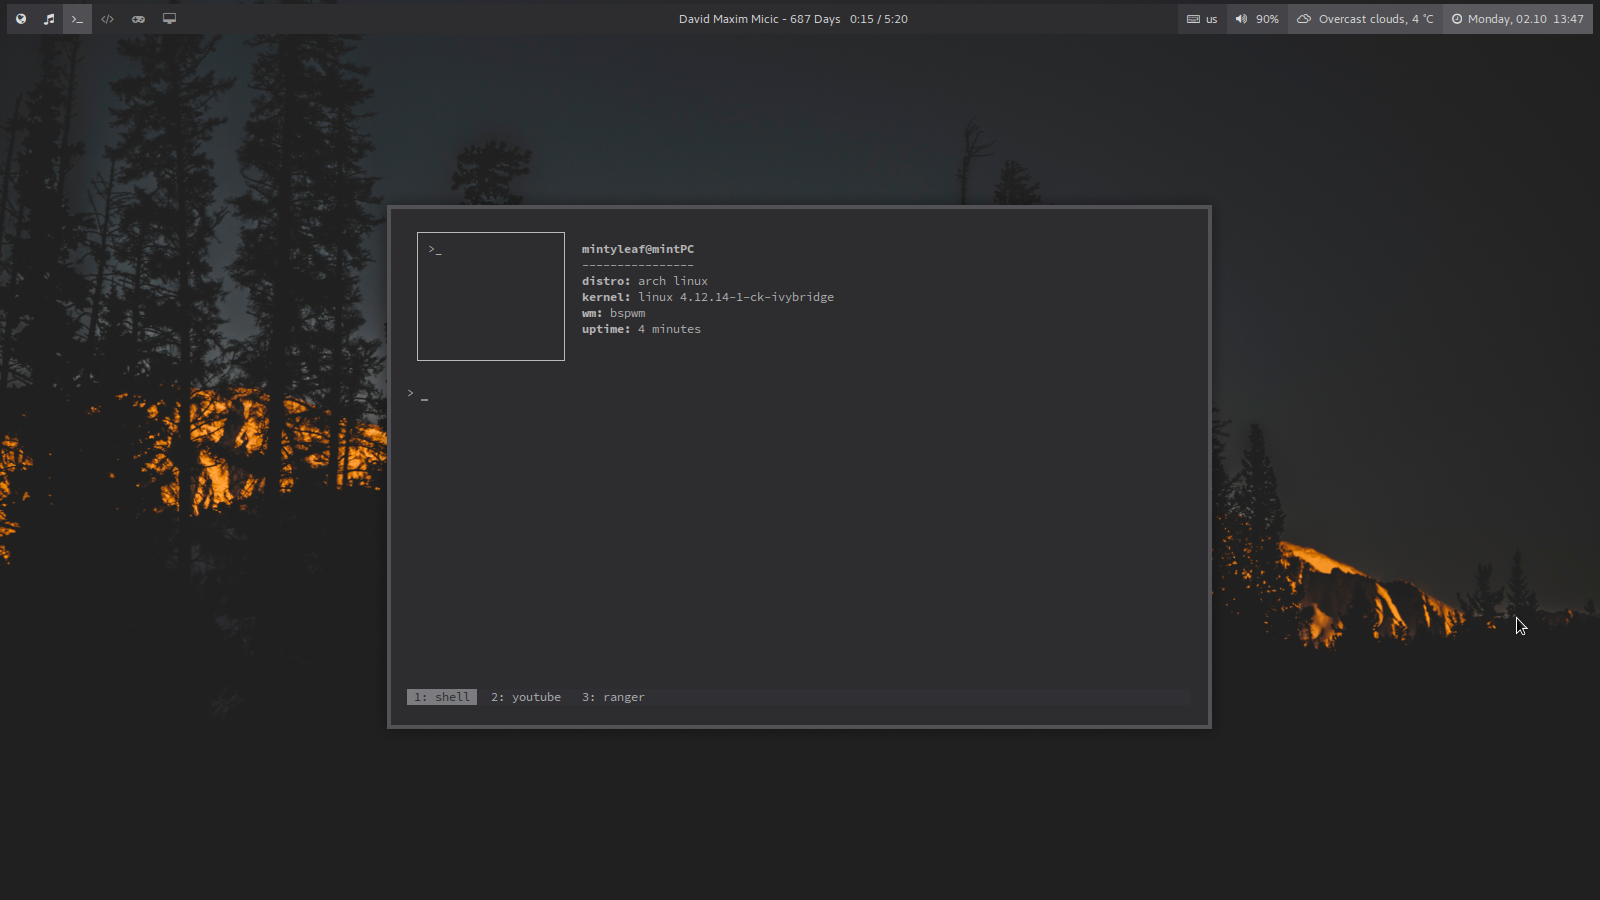 >_
</>
David Maxim Micic - 687 Days 0:15 / 5:20
us
90%
Overcast clouds, 4 °C
Monday, 02.10 13:47
>_
mintyleaf@mintPC
----------------
distro: arch linux
kernel: linux 4.12.14-1-ck-ivybridge
wm: bspwm
uptime: 4 minutes
> _
1: shell 2: youtube 3: ranger